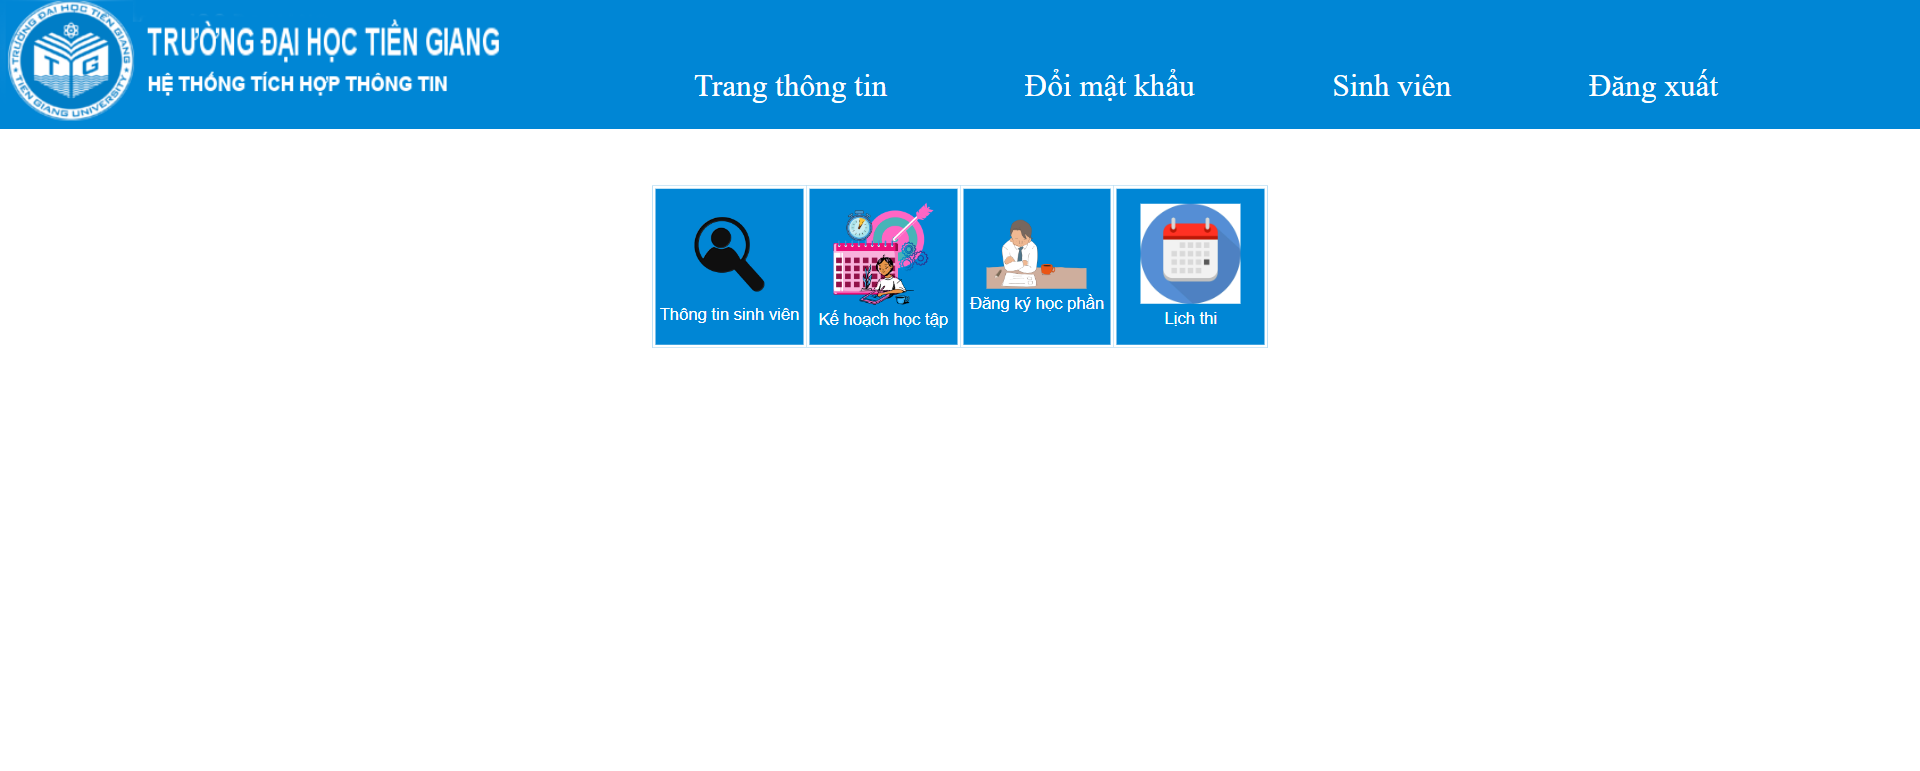 TRƯỜNG ĐẠI HỌC TIỀN GIANG
TIEN GIANG UNIVERSITY
TG
TRƯỜNG ĐẠI HỌC TIỀN GIANG
HỆ THỐNG TÍCH HỢP THÔNG TIN
Trang thông tin
Đổi mật khẩu
Sinh viên
Đăng xuất
Thông tin sinh viên
Kế hoạch học tập
Đăng ký học phần
Lịch thi